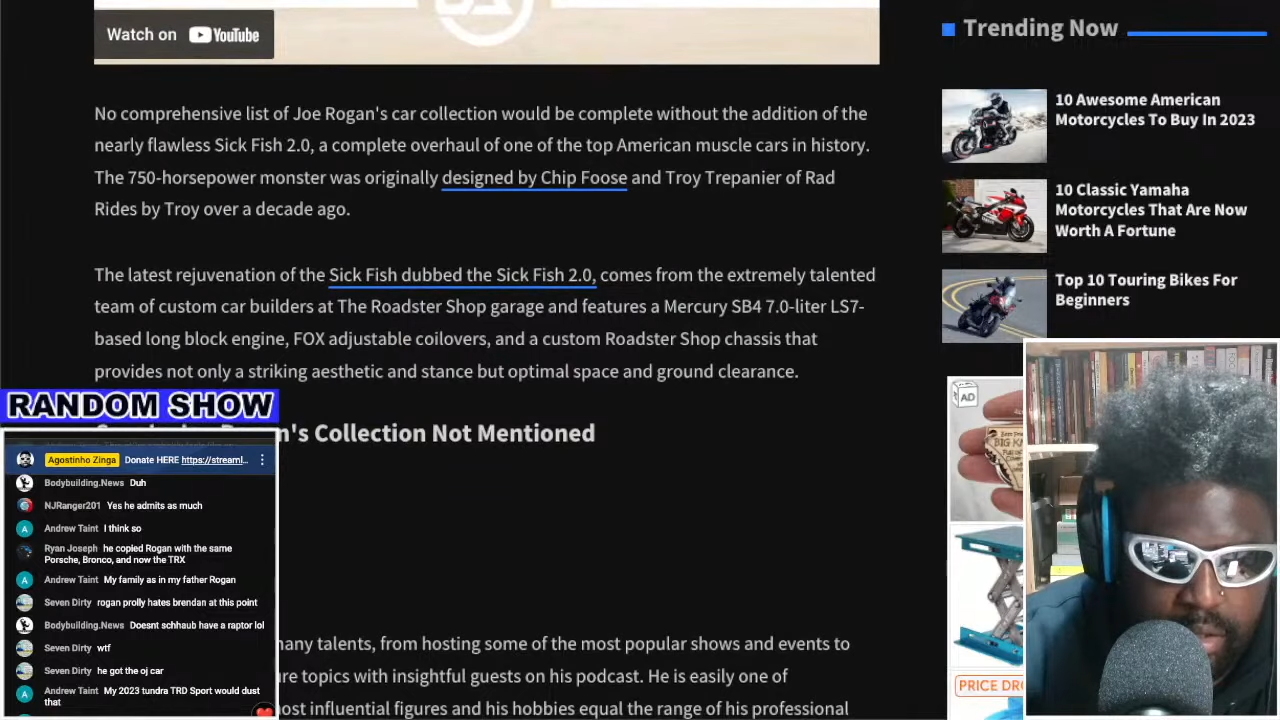 Watch on YouTube
No comprehensive list of Joe Rogan's car collection would be complete without the addition of the
nearly flawless Sick Fish 2.0, a complete overhaul of one of the top American muscle cars in history.
The 750-horsepower monster was originally designed by Chip Foose and Troy Trepanier of Rad
Rides by Troy over a decade ago.
The latest rejuvenation of the Sick Fish dubbed the Sick Fish 2.0, comes from the extremely talented
team of custom car builders at The Roadster Shop garage and features a Mercury SB4 7.0-liter LS7-
based long block engine, FOX adjustable coilovers, and a custom Roadster Shop chassis that
provides not only a striking aesthetic and stance but optimal space and ground clearance.
n's Collection Not Mentioned
many talents, from hosting some of the most popular shows and events to
re topics with insightful guests on his podcast. He is easily one of
most influential figures and his hobbies equal the range of his professional
RANDOM SHOW
Agostinho Zinga Donate HERE https://streaml...
Bodybuilding.News Duh
NJRanger201 Yes he admits as much
Andrew Taint I think so
Ryan Joseph he copied Rogan with the same
Porsche, Bronco, and now the TRX
Andrew Taint My family as in my father Rogan
Seven Dirty rogan prolly hates brendan at this point
Bodybuilding.News Doesnt schhaub have a raptor lol
Seven Dirty wtf
Seven Dirty he got the oj car
Andrew Taint My 2023 tundra TRD Sport would dust
that
Trending Now
10 Awesome American
Motorcycles To Buy In 2023
10 Classic Yamaha
Motorcycles That Are Now
Worth A Fortune
Top 10 Touring Bikes For
Beginners
AD
PRICE DRO